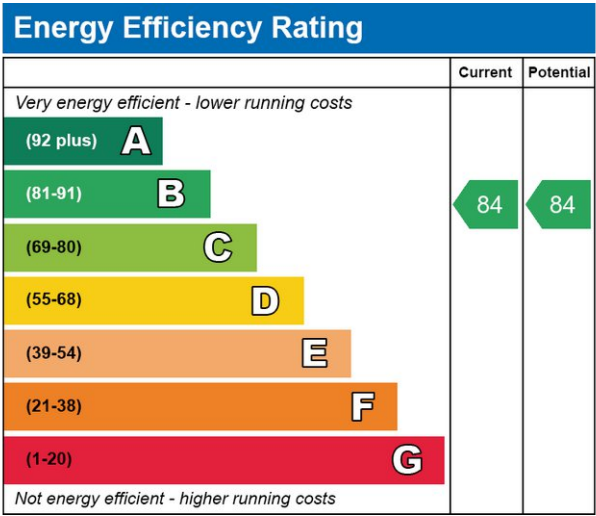 Energy Efficiency Rating
Current Potential
Very energy efficient - lower running costs
(92 plus) A
(81-91) B
84 84
(69-80) C
(55-68) D
(39-54) E
(21-38) F
(1-20) G
Not energy efficient - higher running costs